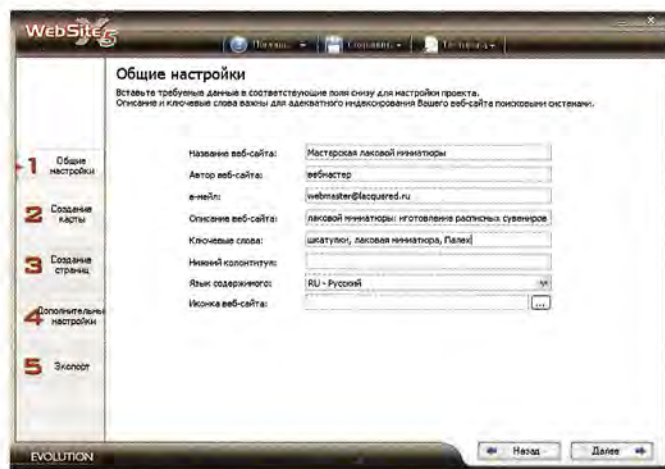 WebSite X5
Помощь
Сохранить
Общие настройки
Вставьте требуемые данные в соответствующие поля снизу для настройки проекта.
Описание и ключевые слова важны для адекватного индексирования Вашего веб-сайта поисковыми системами.
1 Общие настройки
2 Создание карты
3 Создание страниц
4 Дополнительные настройки
5 Экпорт
Название веб-сайта: Мастерская лаковой миниатюры
Автор веб-сайта: вебмастер
е-мейл: webmaster@lacquered.ru
Описание веб-сайта: лаковой миниатюры: иготовление расписных сувениров
Ключевые слова: шкатулки, лаковая миниатюра, Палех
Нижний колонтитул:
Язык содержимого: RU - Русский
Иконка веб-сайта: ...
EVOLUTION
Назад
Далее